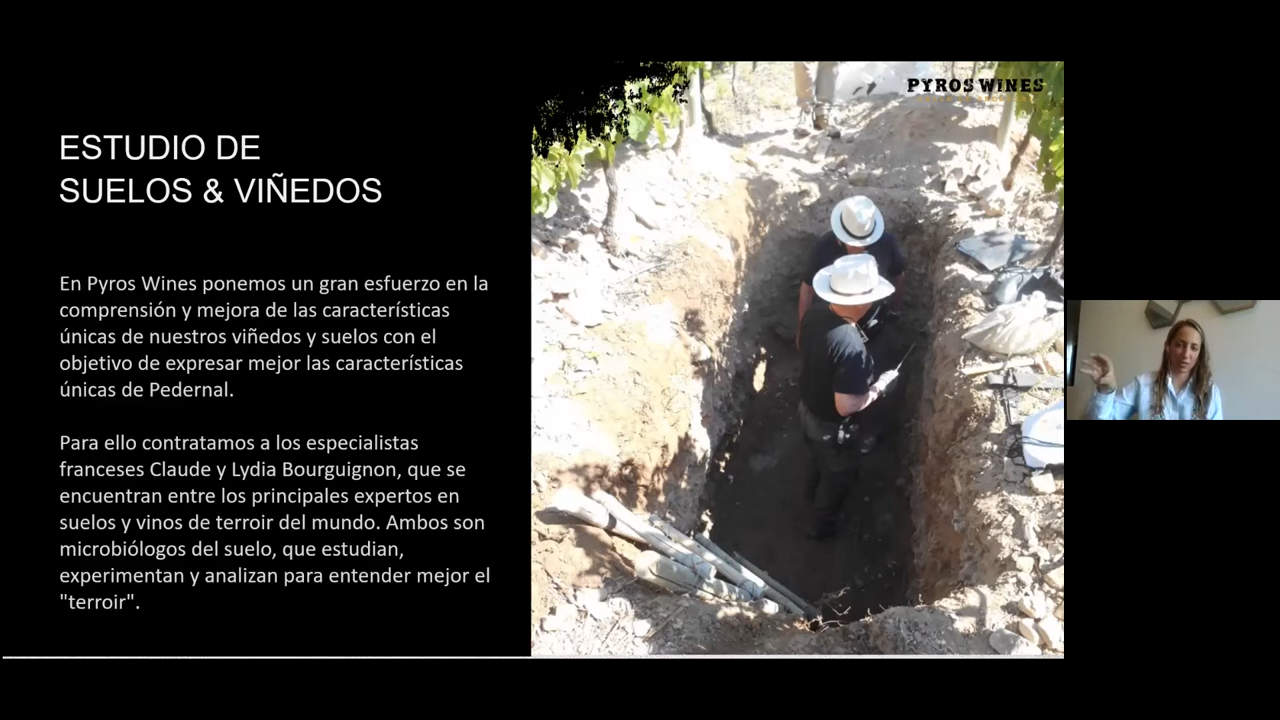 ESTUDIO DE
SUELOS & VIÑEDOS
En Pyros Wines ponemos un gran esfuerzo en la
comprensión y mejora de las características
únicas de nuestros viñedos y suelos con el
objetivo de expresar mejor las características
únicas de Pedernal.
Para ello contratamos a los especialistas
franceses Claude y Lydia Bourguignon, que se
encuentran entre los principales expertos en
suelos y vinos de terroir del mundo. Ambos son
microbiólogos del suelo, que estudian,
experimentan y analizan para entender mejor el
"terroir".
PYROS WINES